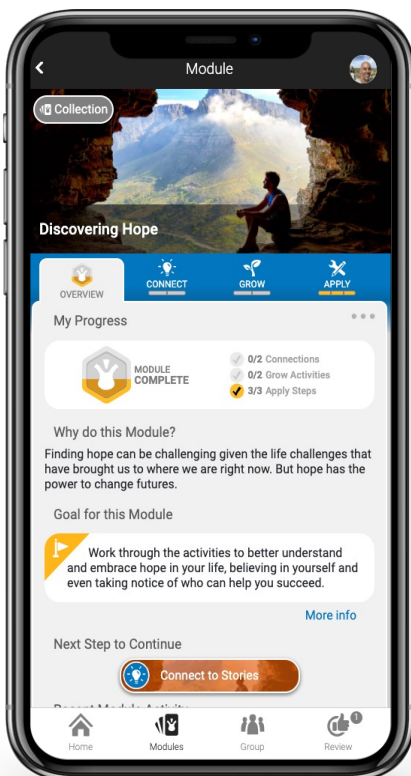 Module
Collection
Discovering Hope
OVERVIEW
CONNECT
GROW
APPLY
My Progress
MODULE
COMPLETE
0/2 Connections
0/2 Grow Activities
3/3 Apply Steps
Why do this Module?
Finding hope can be challenging given the life challenges that
have brought us to where we are right now. But hope has the
power to change futures.
Goal for this Module
Work through the activities to better understand
and embrace hope in your life, believing in yourself and
even taking notice of who can help you succeed.
More info
Next Step to Continue
Connect to Stories
Recent Module Activity
Home
Modules
Group
1
Review